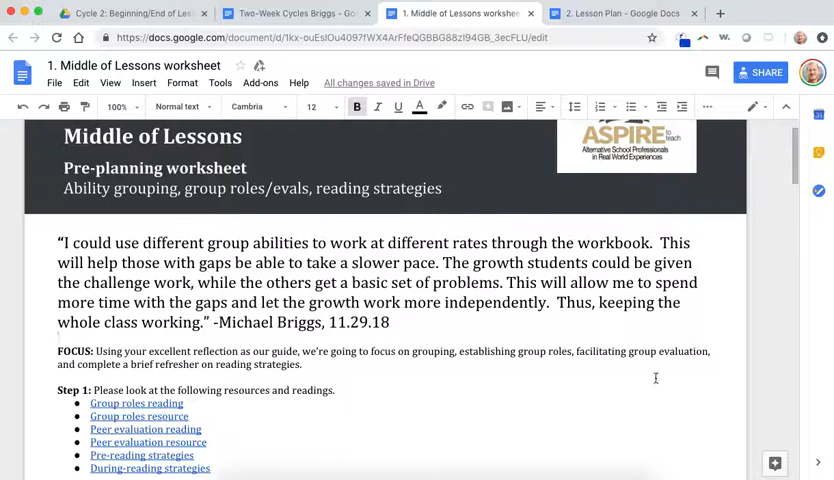 Cycle 2: Beginning/End of Les
Two-Week Cycles Briggs - Go
1. Middle of Lessons workshee
2. Lesson Plan - Google Docs
1. Middle of Lessons worksheet
File Edit View Insert Format Tools Add-ons Help All changes saved in Drive
SHARE
100% Normal text Cambria 12 B I U A
Middle of Lessons
Pre-planning worksheet
Ability grouping, group roles/evals, reading strategies
ASPIRE to teach
Alternative School Professionals
in Real World Experiences
“I could use different group abilities to work at different rates through the workbook. This
will help those with gaps be able to take a slower pace. The growth students could be given
the challenge work, while the others get a basic set of problems. This will allow me to spend
more time with the gaps and let the growth work more independently. Thus, keeping the
whole class working.” -Michael Briggs, 11.29.18
FOCUS: Using your excellent reflection as our guide, we’re going to focus on grouping, establishing group roles, facilitating group evaluation,
and complete a brief refresher on reading strategies.
Step 1: Please look at the following resources and readings.
● Group roles reading
● Group roles resource
● Peer evaluation reading
● Peer evaluation resource
● Pre-reading strategies
● During-reading strategies